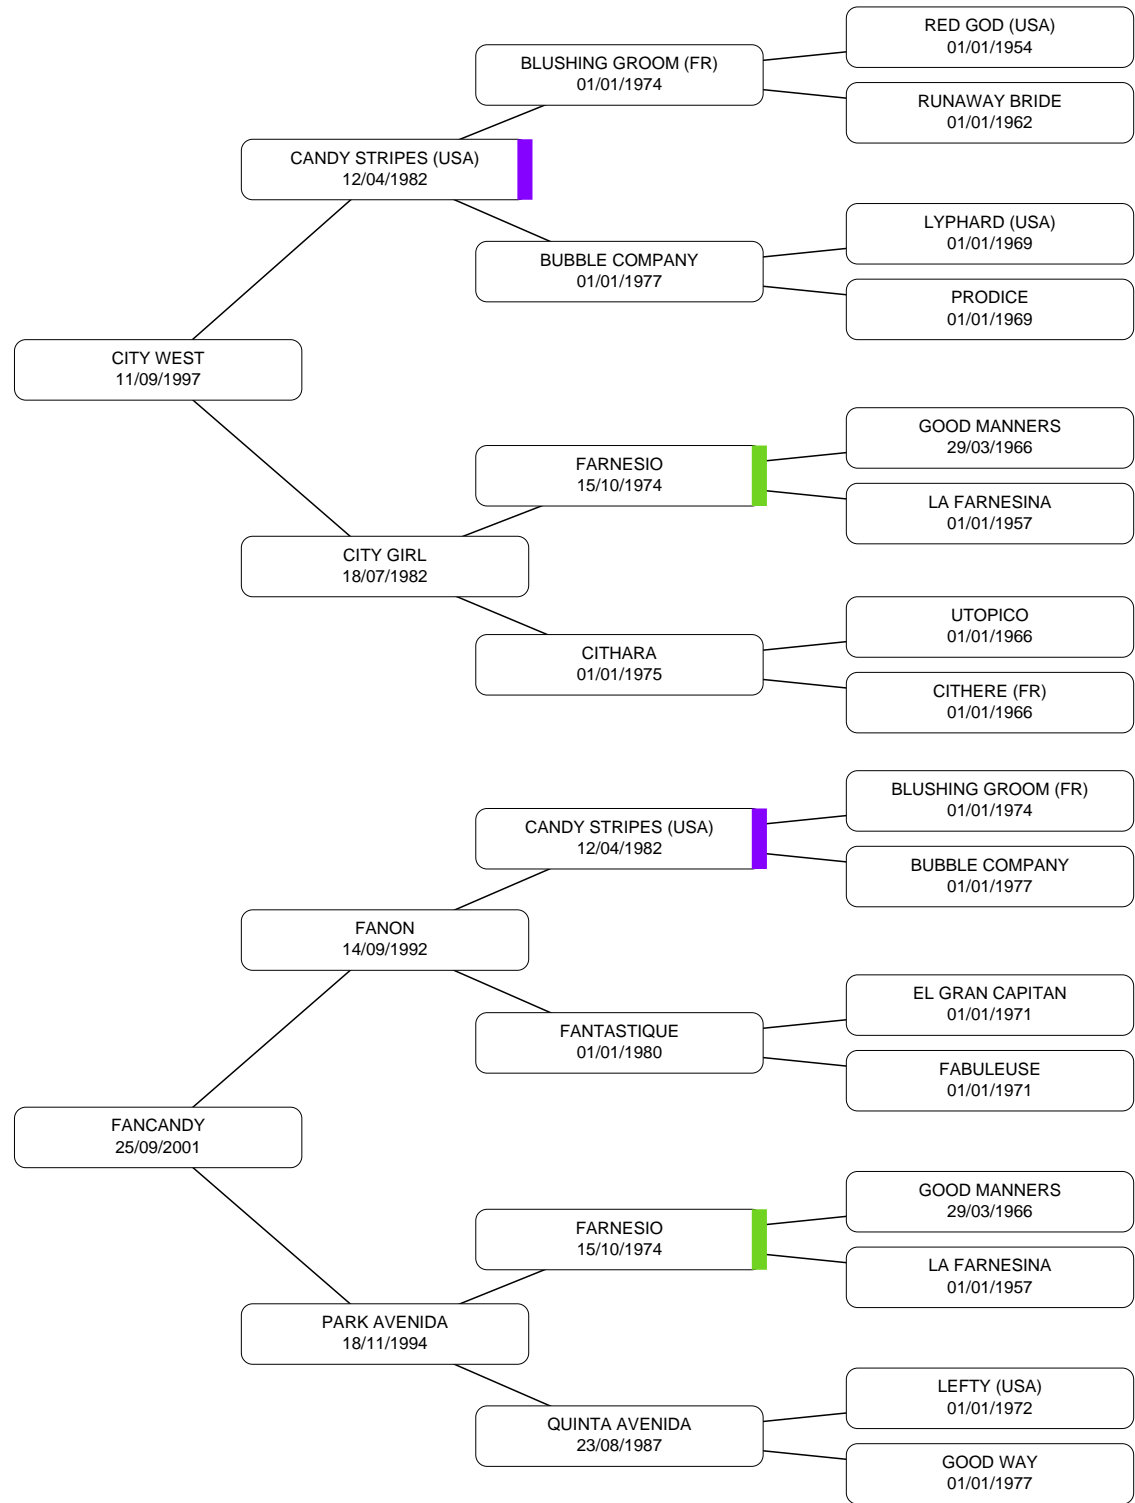 RED GOD (USA)
01/01/1954
BLUSHING GROOM (FR)
01/01/1974
RUNAWAY BRIDE
01/01/1962
CANDY STRIPES (USA)
12/04/1982
LYPHARD (USA)
01/01/1969
BUBBLE COMPANY
01/01/1977
PRODICE
01/01/1969
CITY WEST
11/09/1997
GOOD MANNERS
29/03/1966
FARNESIO
15/10/1974
LA FARNESINA
01/01/1957
CITY GIRL
18/07/1982
UTOPICO
01/01/1966
CITHARA
01/01/1975
CITHERE (FR)
01/01/1966
BLUSHING GROOM (FR)
01/01/1974
CANDY STRIPES (USA)
12/04/1982
BUBBLE COMPANY
01/01/1977
FANON
14/09/1992
EL GRAN CAPITAN
01/01/1971
FANTASTIQUE
01/01/1980
FABULEUSE
01/01/1971
FANCANDY
25/09/2001
GOOD MANNERS
29/03/1966
FARNESIO
15/10/1974
LA FARNESINA
01/01/1957
PARK AVENIDA
18/11/1994
LEFTY (USA)
01/01/1972
QUINTA AVENIDA
23/08/1987
GOOD WAY
01/01/1977